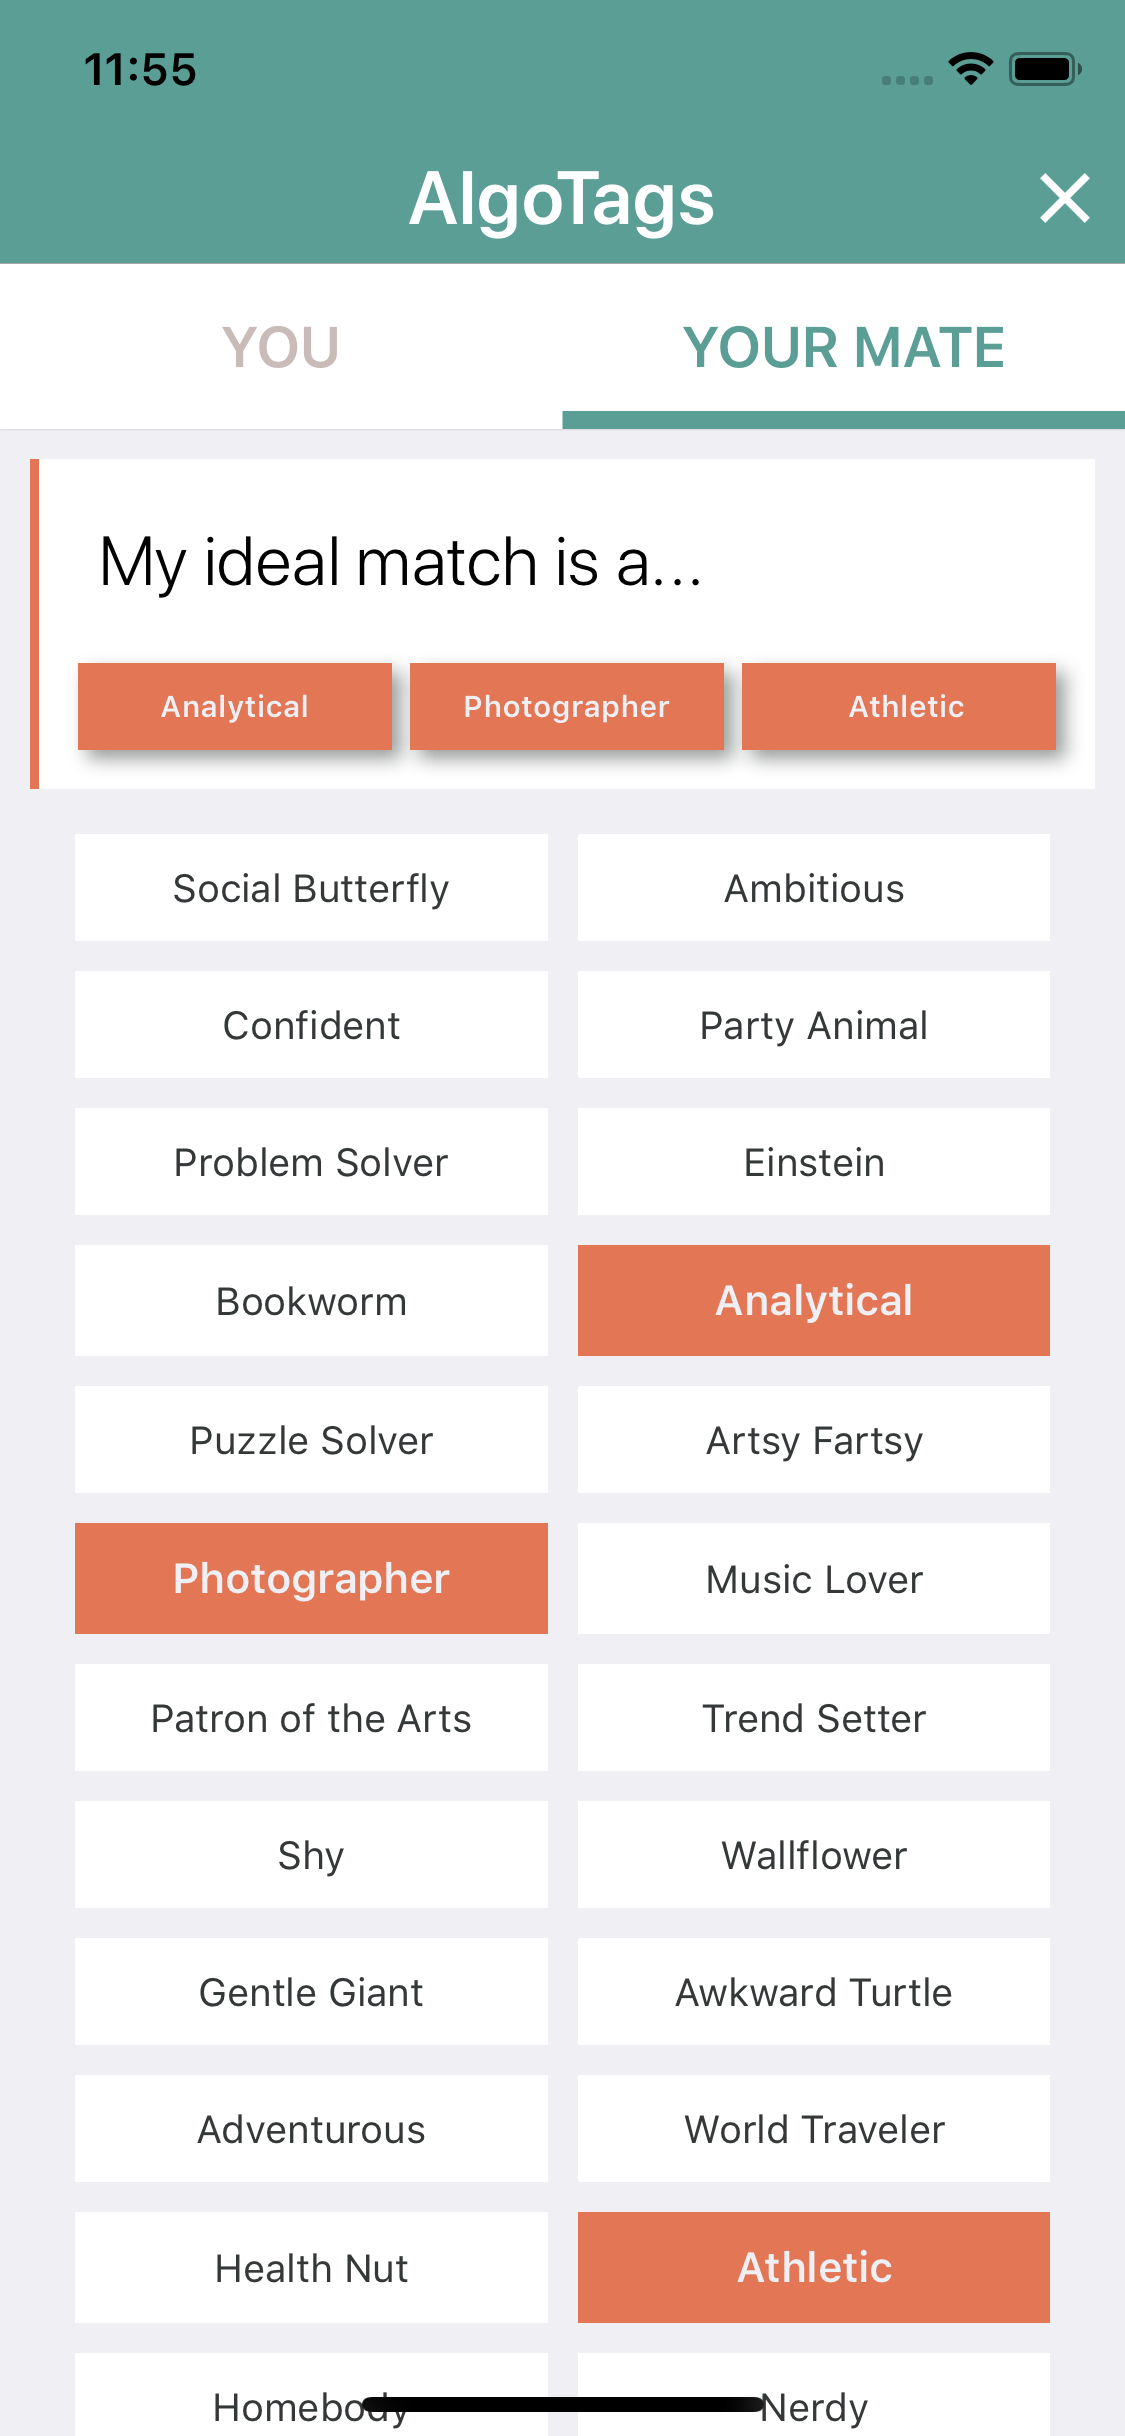 11:55
AlgoTags
YOU YOUR MATE
My ideal match is a...
Analytical Photographer Athletic
Social Butterfly Ambitious
Confident Party Animal
Problem Solver Einstein
Bookworm Analytical
Puzzle Solver Artsy Fartsy
Photographer Music Lover
Patron of the Arts Trend Setter
Shy Wallflower
Gentle Giant Awkward Turtle
Adventurous World Traveler
Health Nut Athletic
Homebody Nerdy